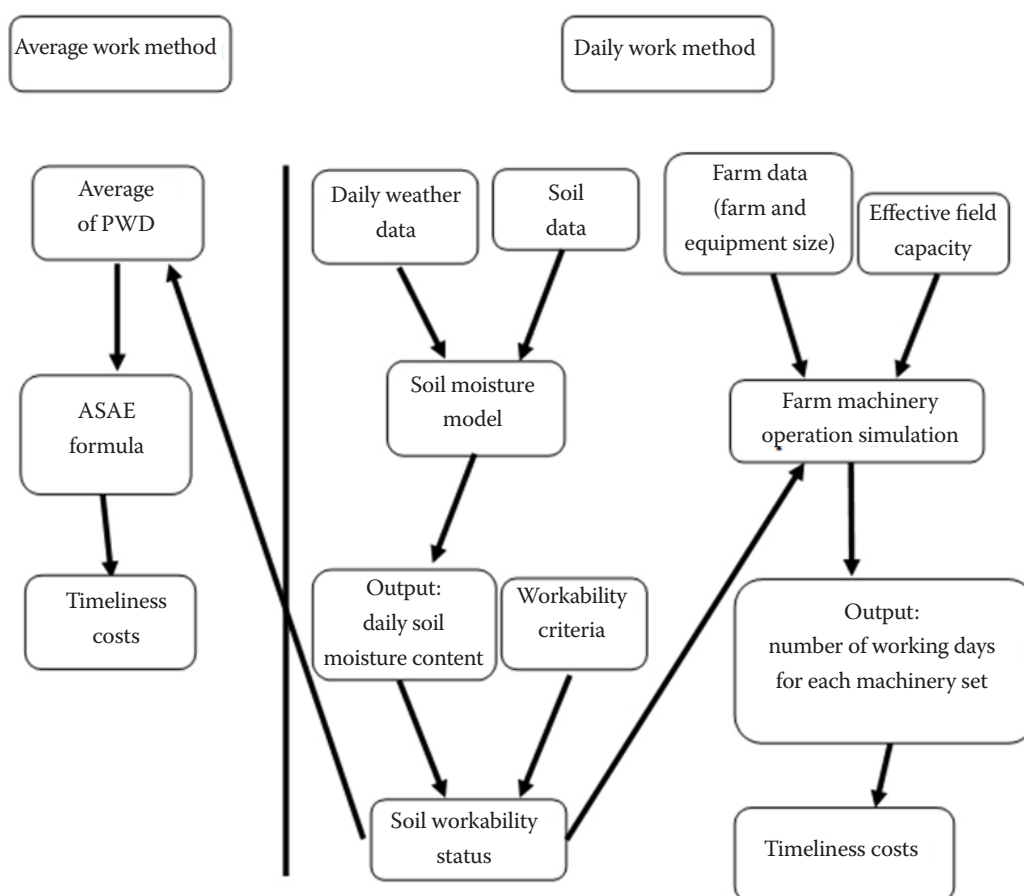 Average work method
Daily work method
Average
of PWD
Daily weather
data
Soil
data
Farm data
(farm and
equipment size)
Effective field
capacity
ASAE
formula
Soil moisture
model
Farm machinery
operation simulation
Timeliness
costs
Output:
daily soil
moisture content
Workability
criteria
Output:
number of working days
for each machinery set
Soil workability
status
Timeliness costs